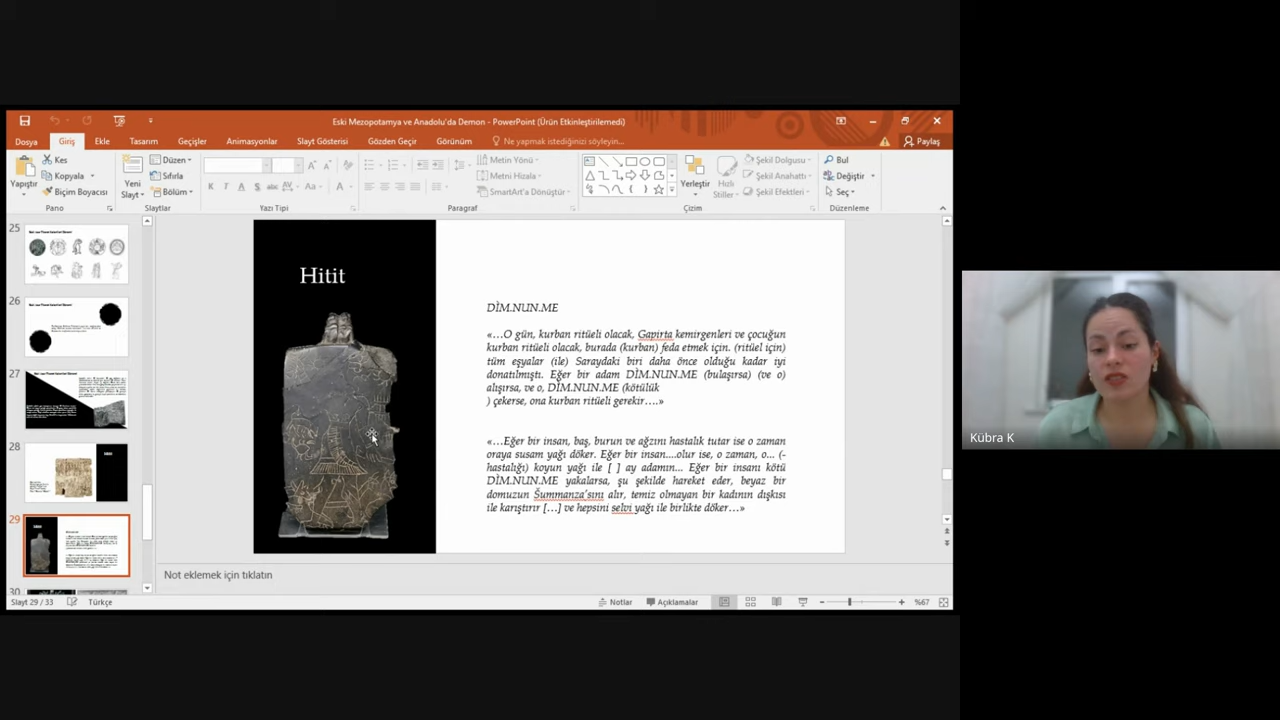 Eski Mezopotamya ve Anadolu'da Demon - PowerPoint (Ürün Etkinleştirilemedi)
Dosya Giriş Ekle Tasarım Geçişler Animasyonlar Slayt Gösterisi Gözden Geçir Görünüm Ne yapmak istediğinizi söyleyin... Paylaş
Yapıştır
Kes
Kopyala
Biçim Boyacısı
Pano
Yeni
Slayt
Düzen
Sıfırla
Bölüm
Slaytlar
K T A S abc AV Aa A
Yazı Tipi
Metin Yönü
Metni Hizala
SmartArt'a Dönüştür
Paragraf
Yerleştir
Hızlı
Stiller
Şekil Dolgusu
Şekil Anahattı
Şekil Efektleri
Çizim
Bul
Değiştir
Seç
Düzenleme
25
26
27
28
29
30
Hitit
DİM.NUN.ME
«…O gün, kurban ritüeli olacak, Gapirta kemirgenleri ve çocuğun
kurban ritüeli olacak, burada (kurban) feda etmek için. (ritüel için)
tüm eşyalar (ile) Saraydaki biri daha önce olduğu kadar iyi
donatılmıştı. Eğer bir adam DİM.NUN.ME (bulaşırsa) (ve o)
alışırsa, ve o, DİM.NUN.ME (kötülük
) çekerse, ona kurban ritüeli gerekir….»
«…Eğer bir insan, baş, burun ve ağzını hastalık tutar ise o zaman
oraya susam yağı döker. Eğer bir insan....olur ise, o zaman, o... (-
hastalığı) koyun yağı ile [ ] ay adamın... Eğer bir insanı kötü
DİM.NUN.ME yakalarsa, şu şekilde hareket eder, beyaz bir
domuzun Šummanza'sını alır, temiz olmayan bir kadının dışkısı
ile karıştırır […] ve hepsini selvi yağı ile birlikte döker…»
Not eklemek için tıklatın
Slayt 29 / 33 Türkçe Notlar Açıklamalar %67
Kübra K